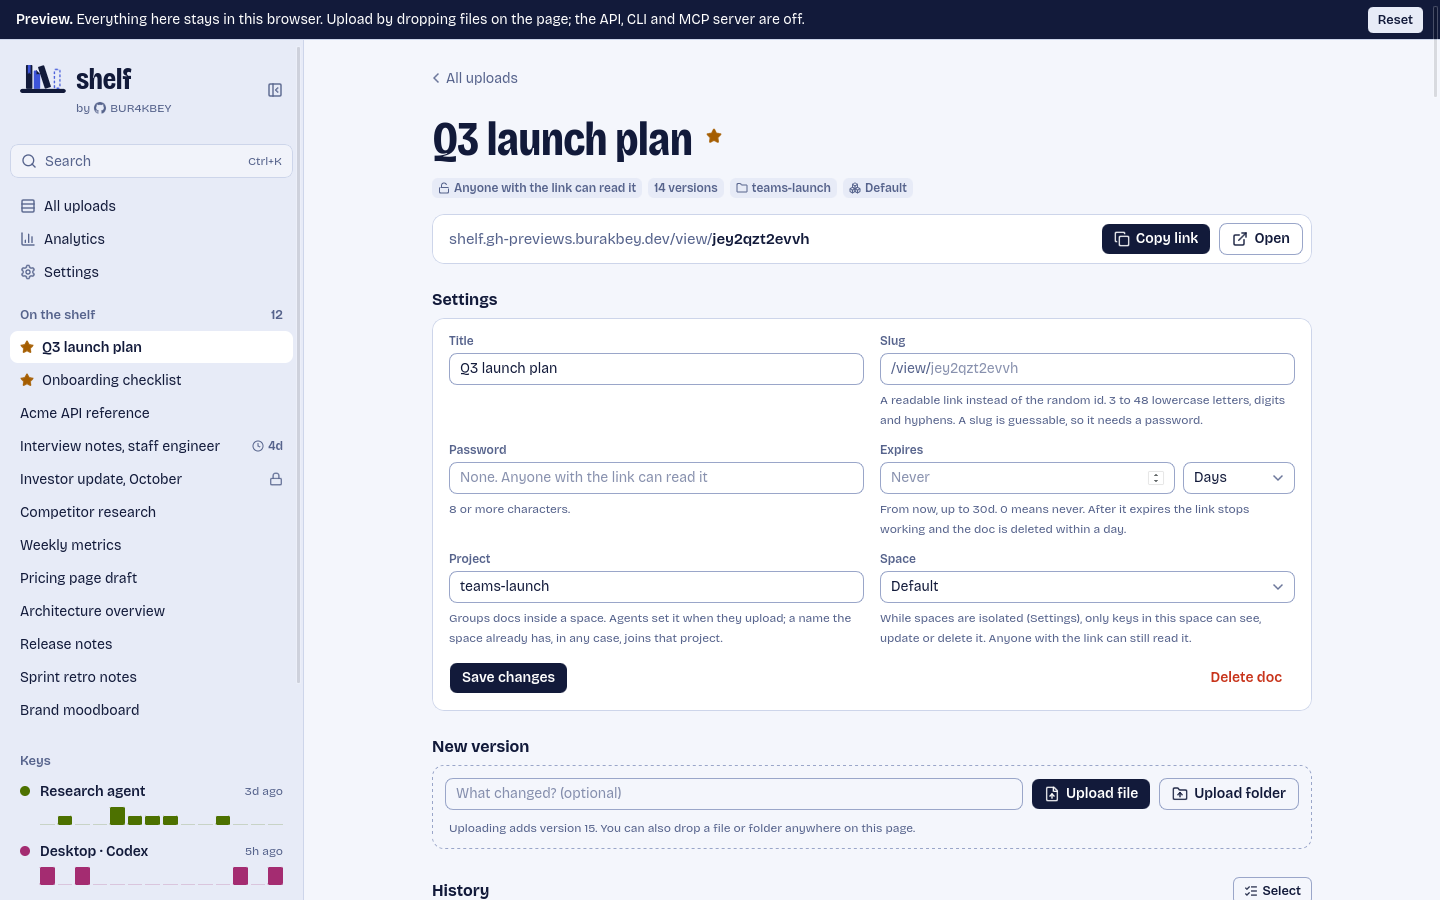 Preview. Everything here stays in this browser. Upload by dropping files on the page; the API, CLI and MCP server are off.
Reset
shelf
by BUR4KBEY
Search
Ctrl+K
All uploads
Analytics
Settings
On the shelf
12
Q3 launch plan
Onboarding checklist
Acme API reference
Interview notes, staff engineer
4d
Investor update, October
Competitor research
Weekly metrics
Pricing page draft
Architecture overview
Release notes
Sprint retro notes
Brand moodboard
Keys
Research agent
3d ago
Desktop · Codex
5h ago
All uploads
Q3 launch plan
Anyone with the link can read it
14 versions
teams-launch
Default
shelf.gh-previews.burakbey.dev/view/jey2qzt2evvh
Copy link
Open
Settings
Title
Q3 launch plan
Slug
/view/jey2qzt2evvh
A readable link instead of the random id. 3 to 48 lowercase letters, digits
and hyphens. A slug is guessable, so it needs a password.
Password
None. Anyone with the link can read it
8 or more characters.
Expires
Never
Days
From now, up to 30d. 0 means never. After it expires the link stops
working and the doc is deleted within a day.
Project
teams-launch
Groups docs inside a space. Agents set it when they upload; a name the
space already has, in any case, joins that project.
Space
Default
While spaces are isolated (Settings), only keys in this space can see,
update or delete it. Anyone with the link can still read it.
Save changes
Delete doc
New version
What changed? (optional)
Upload file
Upload folder
Uploading adds version 15. You can also drop a file or folder anywhere on this page.
History
Select